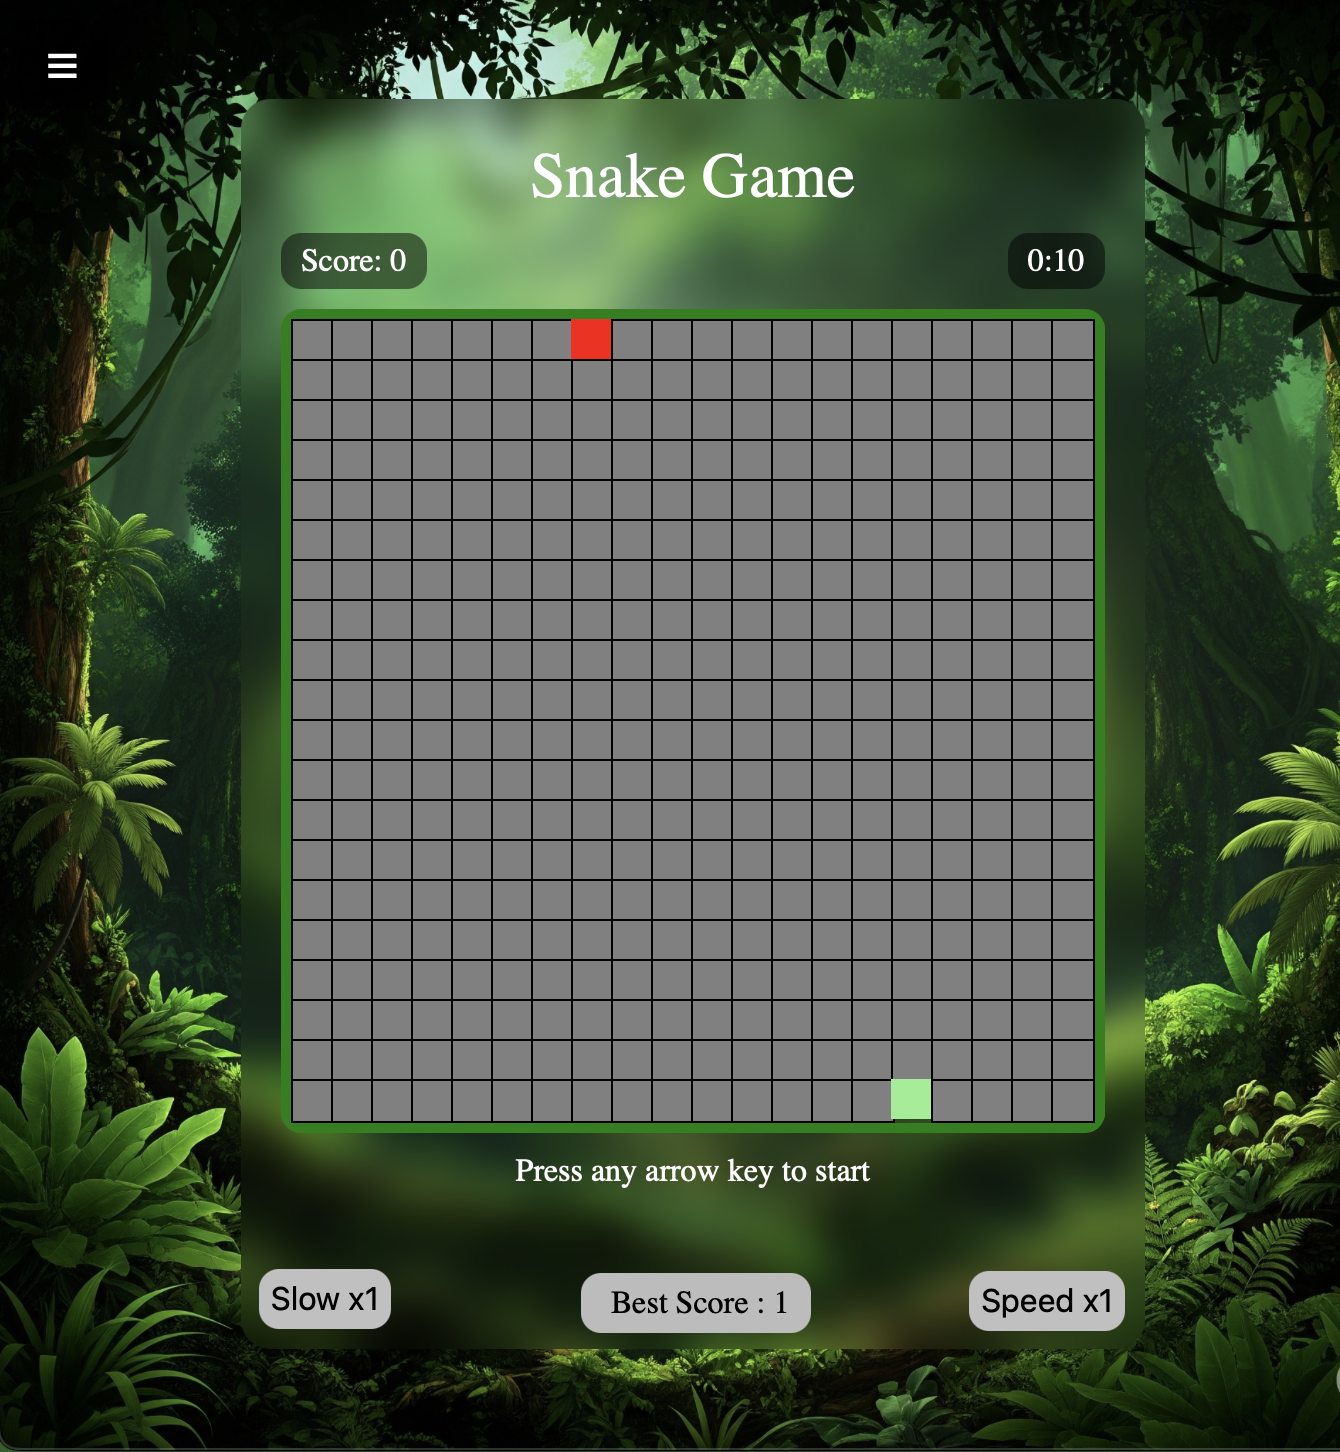 Snake Game
Score: 0
0:10
Press any arrow key to start
Slow x1
Best Score : 1
Speed x1